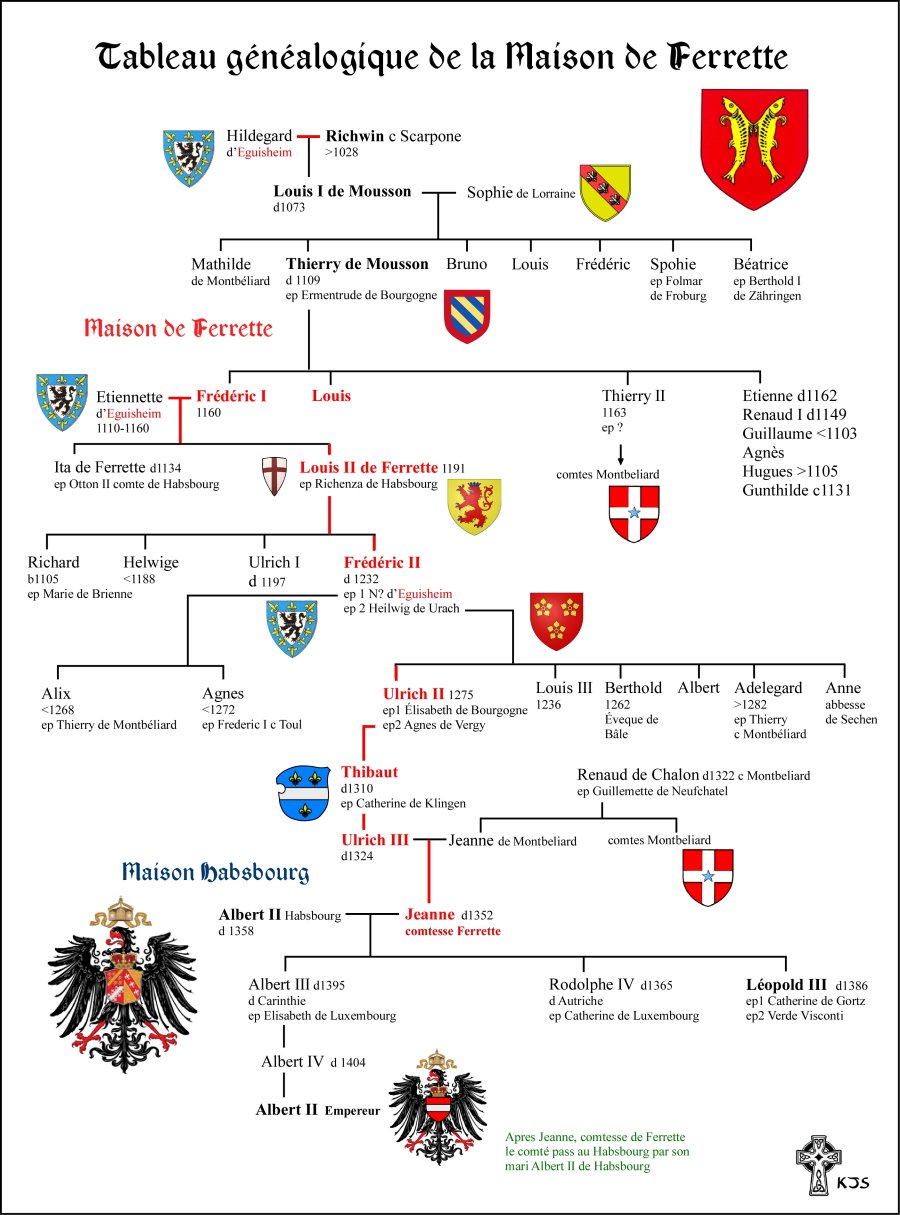 Tableau généalogique de la Maison de Ferrette
Hildegard
d'Eguisheim
Richwin c Scarpone
>1028
Louis I de Mousson
d1073
Sophie de Lorraine
Mathilde
de Montbéliard
Thierry de Mousson
d 1109
ep Ermentrude de Bourgogne
Bruno
Louis
Frédéric
Spohie
ep Folmar
de Froburg
Béatrice
ep Berthold I
de Zähringen
Maison de Ferrette
Etiennette
d'Eguisheim
1110-1160
Frédéric I
1160
Louis
Thierry II
1163
ep ?
comtes Montbeliard
Etienne d1162
Renaud I d1149
Guillaume <1103
Agnès
Hugues >1105
Gunthilde c1131
Ita de Ferrette d1134
ep Otton II comte de Habsbourg
Louis II de Ferrette 1191
ep Richenza de Habsbourg
Richard
b1105
ep Marie de Brienne
Helwige
<1188
Ulrich I
d 1197
Frédéric II
d 1232
ep 1 N? d'Eguisheim
ep 2 Heilwig de Urach
Alix
<1268
ep Thierry de Montbéliard
Agnes
<1272
ep Frederic I c Toul
Ulrich II 1275
ep1 Élisabeth de Bourgogne
ep2 Agnes de Vergy
Louis III
1236
Berthold
1262
Éveque de
Bâle
Albert
Adelegard
>1282
ep Thierry
c Montbéliard
Anne
abbesse
de Sechen
Thibaut
d1310
ep Catherine de Klingen
Renaud de Chalon d1322 c Montbeliard
ep Guillemette de Neufchatel
Ulrich III
d1324
Jeanne de Montbeliard
comtes Montbeliard
Maison Habsbourg
Albert II Habsbourg
d 1358
Jeanne d1352
comtesse Ferrette
Albert III d1395
d Carinthie
ep Elisabeth de Luxembourg
Rodolphe IV d1365
d Autriche
ep Catherine de Luxembourg
Léopold III d1386
ep1 Catherine de Gortz
ep2 Verde Visconti
Albert IV d 1404
Albert II Empereur
Apres Jeanne, comtesse de Ferrette
le comté pass au Habsbourg par son
mari Albert II de Habsbourg
KJS